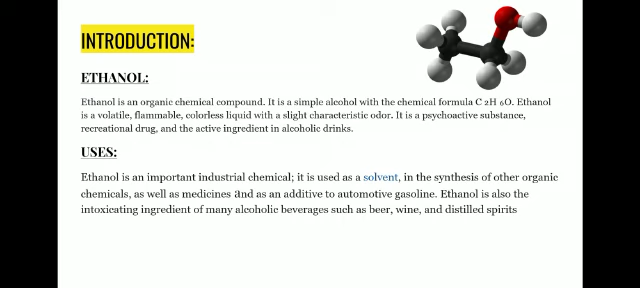 INTRODUCTION:
ETHANOL:
Ethanol is an organic chemical compound. It is a simple alcohol with the chemical formula C 2H 6O. Ethanol
is a volatile, flammable, colorless liquid with a slight characteristic odor. It is a psychoactive substance,
recreational drug, and the active ingredient in alcoholic drinks.
USES:
Ethanol is an important industrial chemical; it is used as a solvent, in the synthesis of other organic
chemicals, as well as medicines and as an additive to automotive gasoline. Ethanol is also the
intoxicating ingredient of many alcoholic beverages such as beer, wine, and distilled spirits